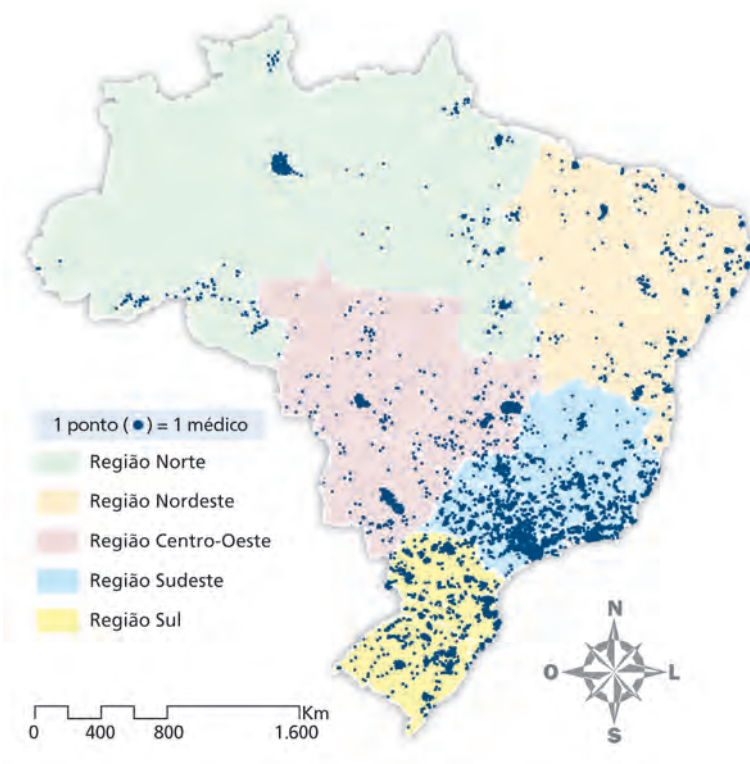 1 ponto (●) = 1 médico
Região Norte
Região Nordeste
Região Centro-Oeste
Região Sudeste
Região Sul
N
O L
S
Km
0 400 800 1.600